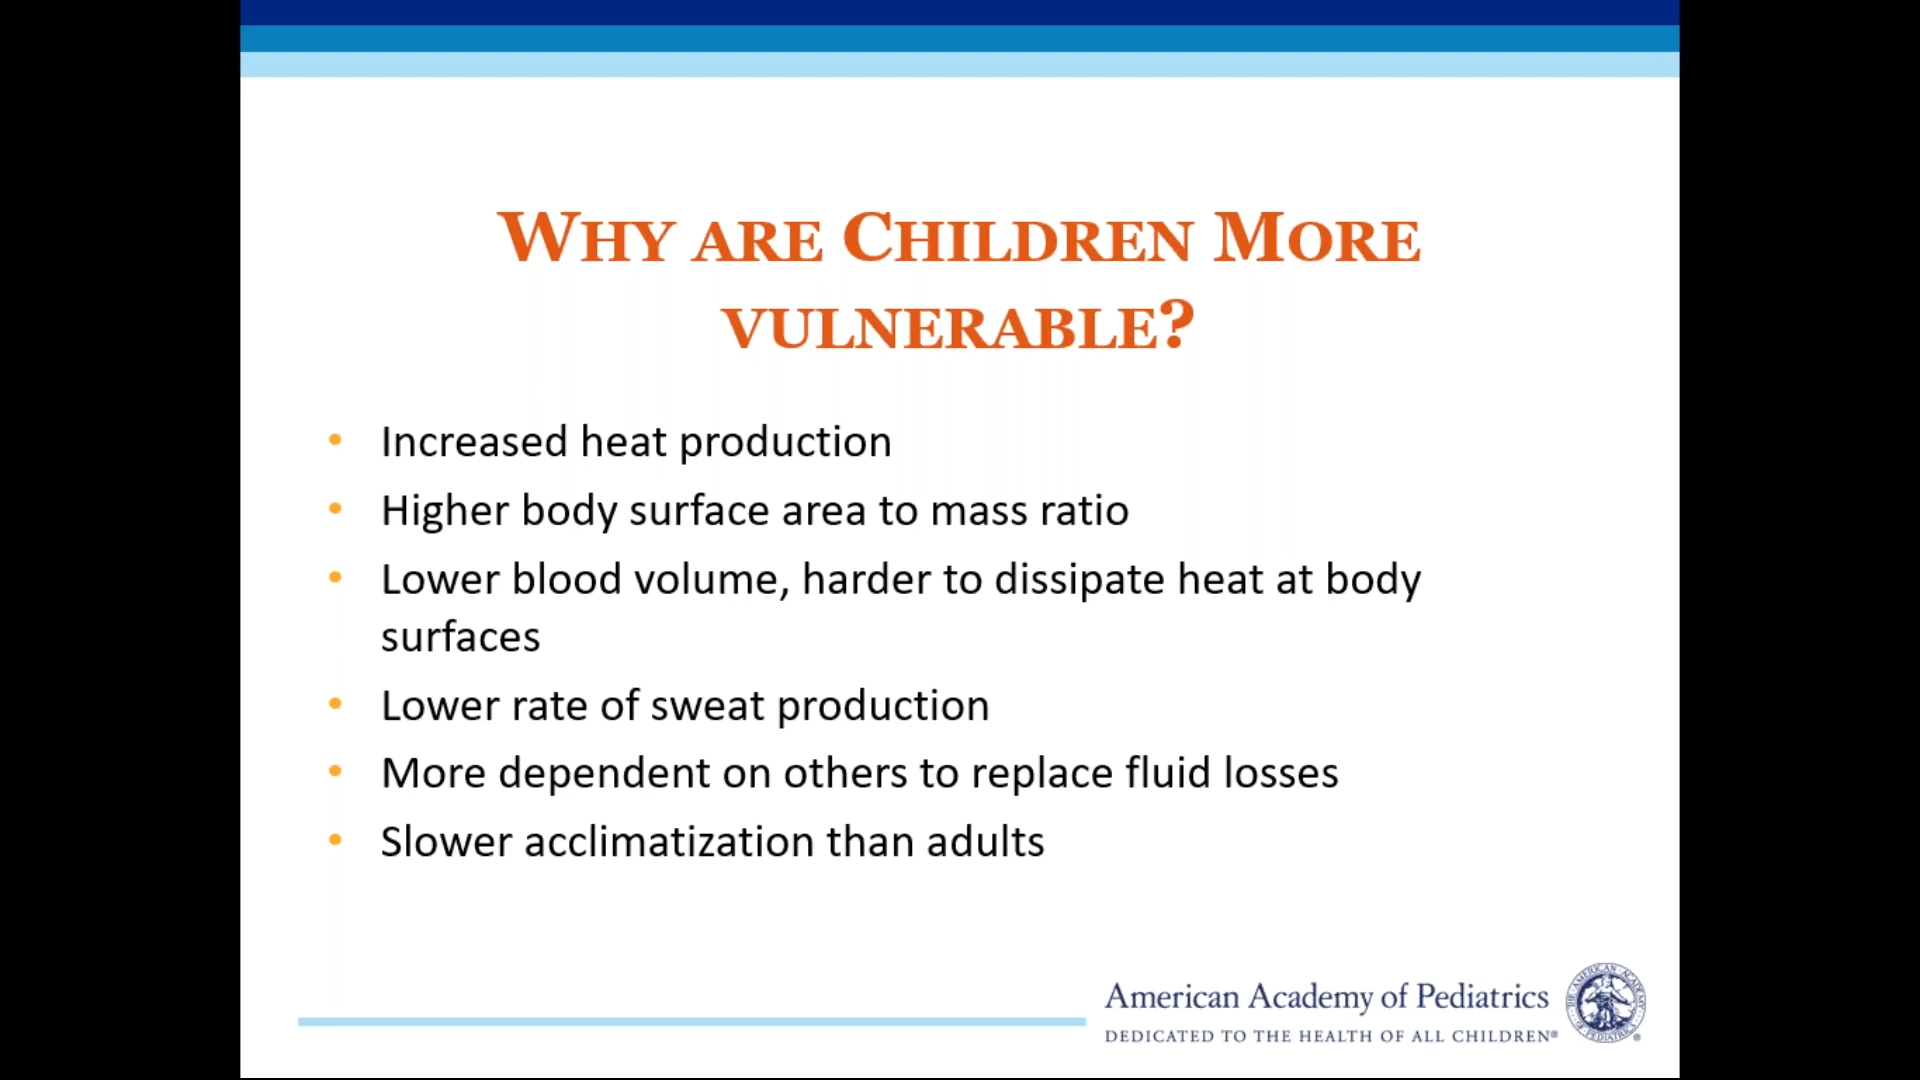 WHY ARE CHILDREN MORE
VULNERABLE?
• Increased heat production
• Higher body surface area to mass ratio
• Lower blood volume, harder to dissipate heat at body
surfaces
• Lower rate of sweat production
• More dependent on others to replace fluid losses
• Slower acclimatization than adults
American Academy of Pediatrics
DEDICATED TO THE HEALTH OF ALL CHILDREN®